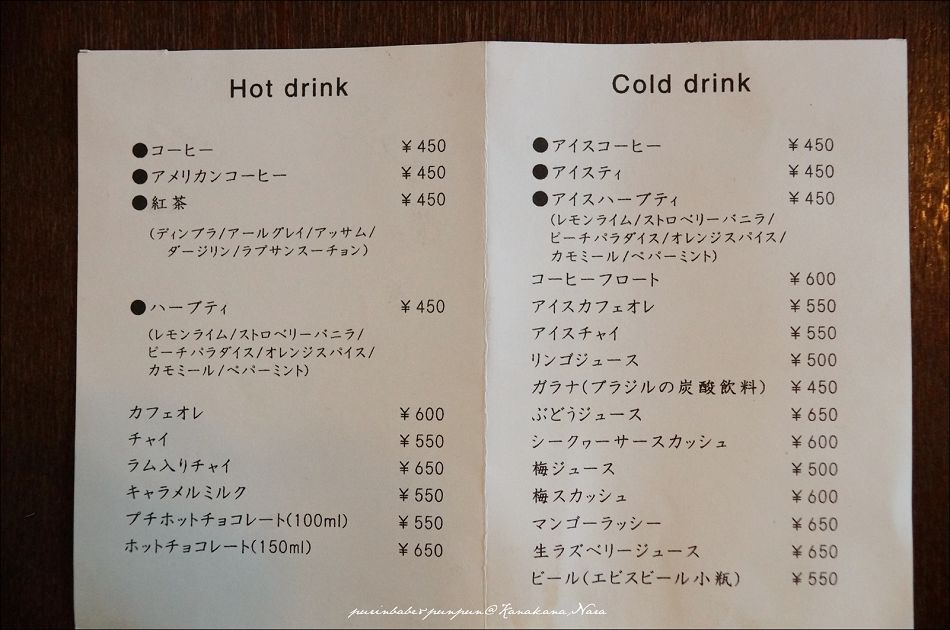 Hot drink
●コーヒー ￥450
●アメリカンコーヒー ￥450
●紅茶 ￥450
(ディンブラ/アールグレイ/アッサム/
ダージリン/ラプサンスーチョン)
●ハーブティ ￥450
(レモンライム/ストロベリーバニラ/
ピーチパラダイス/オレンジスパイス/
カモミール/ペパーミント)
カフェオレ ￥600
チャイ ￥550
ラム入りチャイ ￥650
キャラメルミルク ￥550
プチホットチョコレート(100ml) ￥550
ホットチョコレート(150ml) ￥650
Cold drink
●アイスコーヒー ￥450
●アイスティ ￥450
●アイスハーブティ ￥450
(レモンライム/ストロベリーバニラ/
ピーチパラダイス/オレンジスパイス/
カモミール/ペパーミント)
コーヒーフロート ￥600
アイスカフェオレ ￥550
アイスチャイ ￥550
リンゴジュース ￥500
ガラナ(ブラジルの炭酸飲料) ￥450
ぶどうジュース ￥650
シークヮーサースカッシュ ￥600
梅ジュース ￥500
梅スカッシュ ￥600
マンゴーラッシー ￥650
生ラズベリージュース ￥650
ビール(エビスビール小瓶) ￥550
purinbabe&punpun@Kanakana,Nara